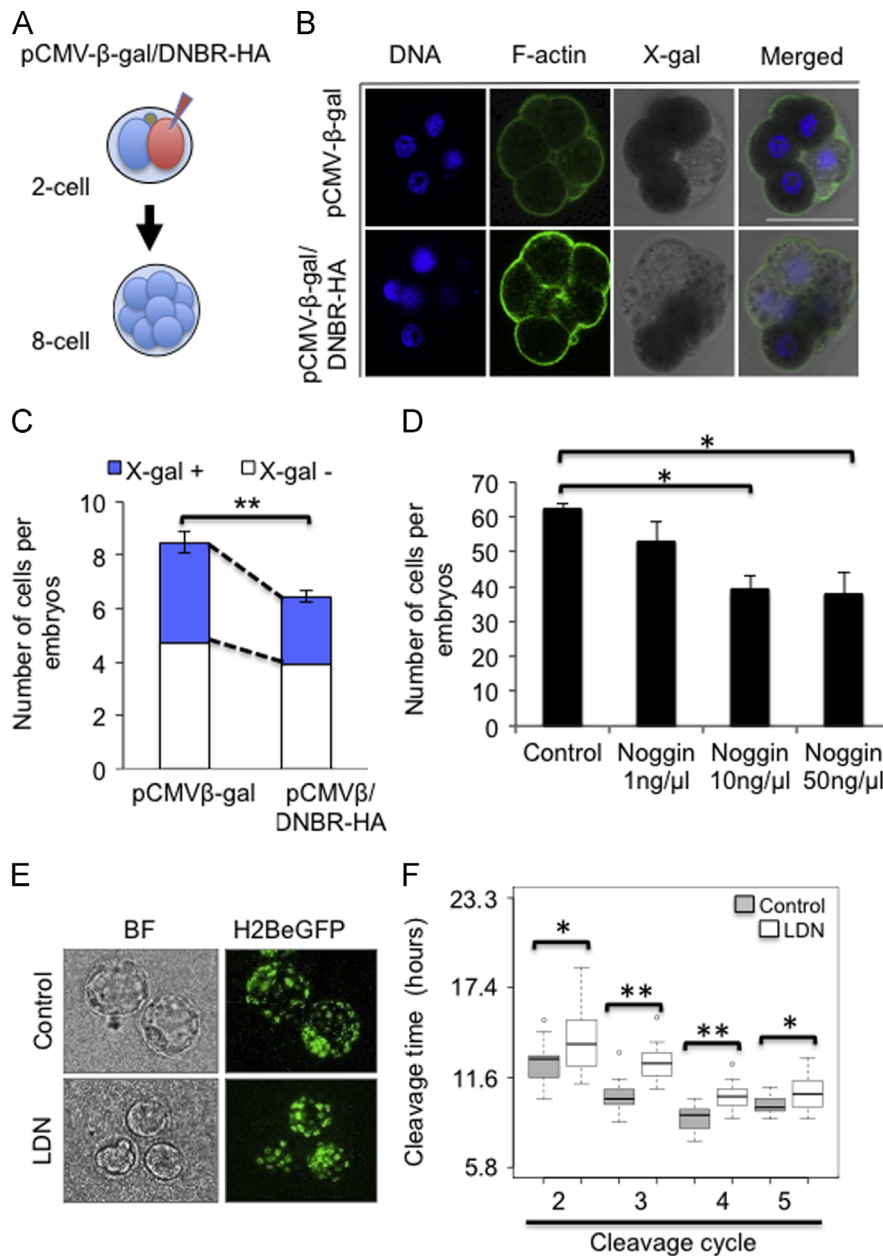 A
pCMV-β-gal/DNBR-HA
2-cell
8-cell
B
DNA F-actin X-gal Merged
pCMV-β-gal
pCMV-β-gal/
DNBR-HA
C
X-gal + X-gal -
**
Number of cells per
embryos
10
8
6
4
2
0
pCMVβ-gal
pCMVβ/
DNBR-HA
D
*
*
Number of cells per
embryos
70
60
50
40
30
20
10
0
Control
Noggin
1ng/µl
Noggin
10ng/µl
Noggin
50ng/µl
E
BF H2BeGFP
Control
LDN
F
Cleavage time (hours)
23.3
17.4
11.6
5.8
Control
LDN
*
**
**
*
2 3 4 5
Cleavage cycle